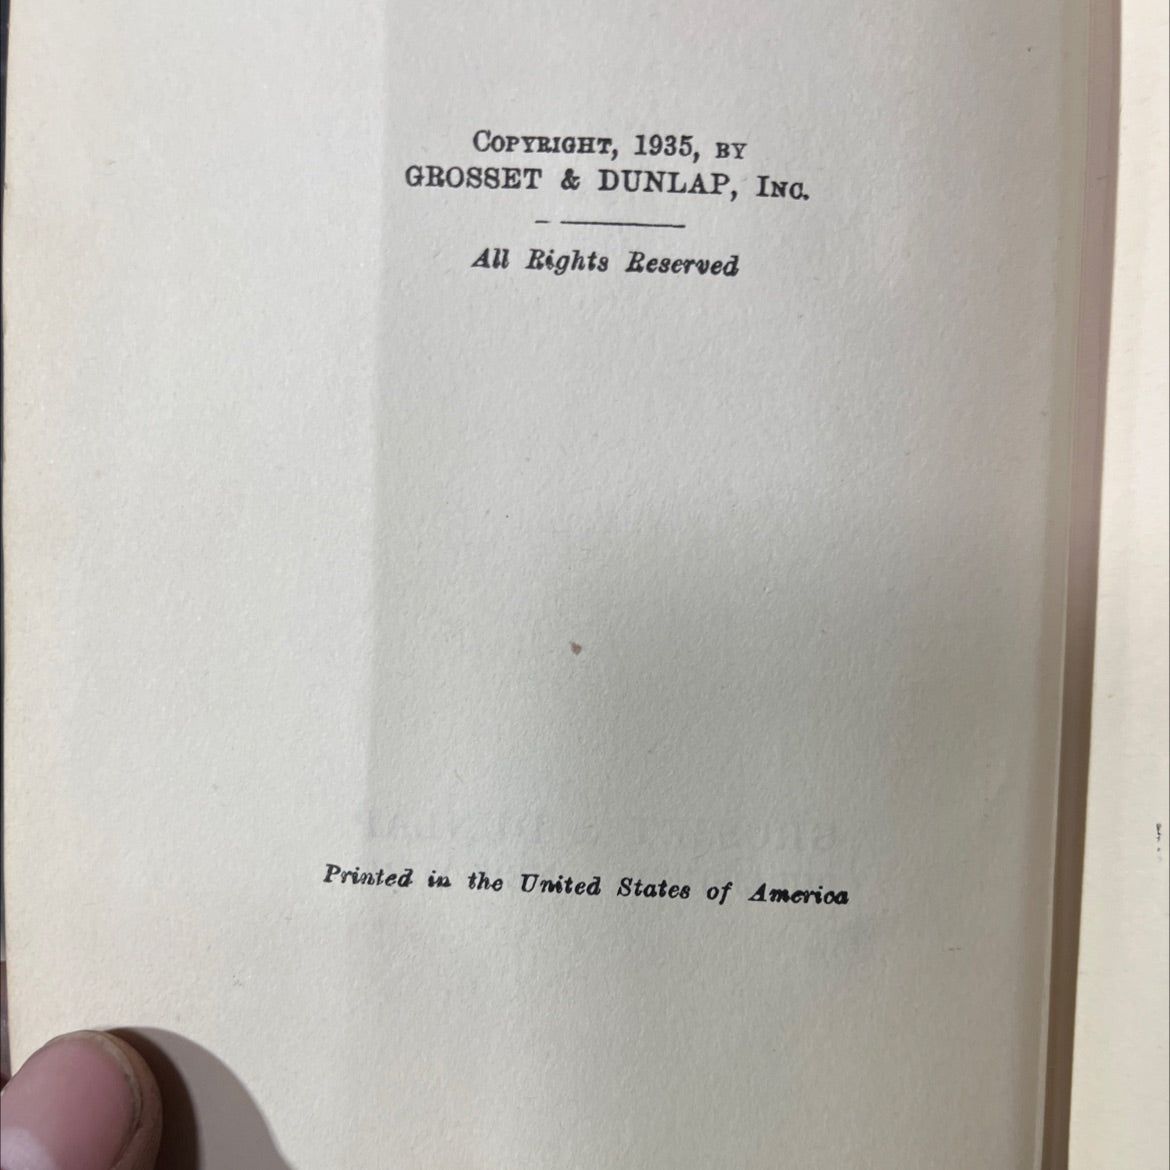 COPYRIGHT, 1935, BY
GROSSET & DUNLAP, INC.
All Rights Reserved
Printed in the United States of America